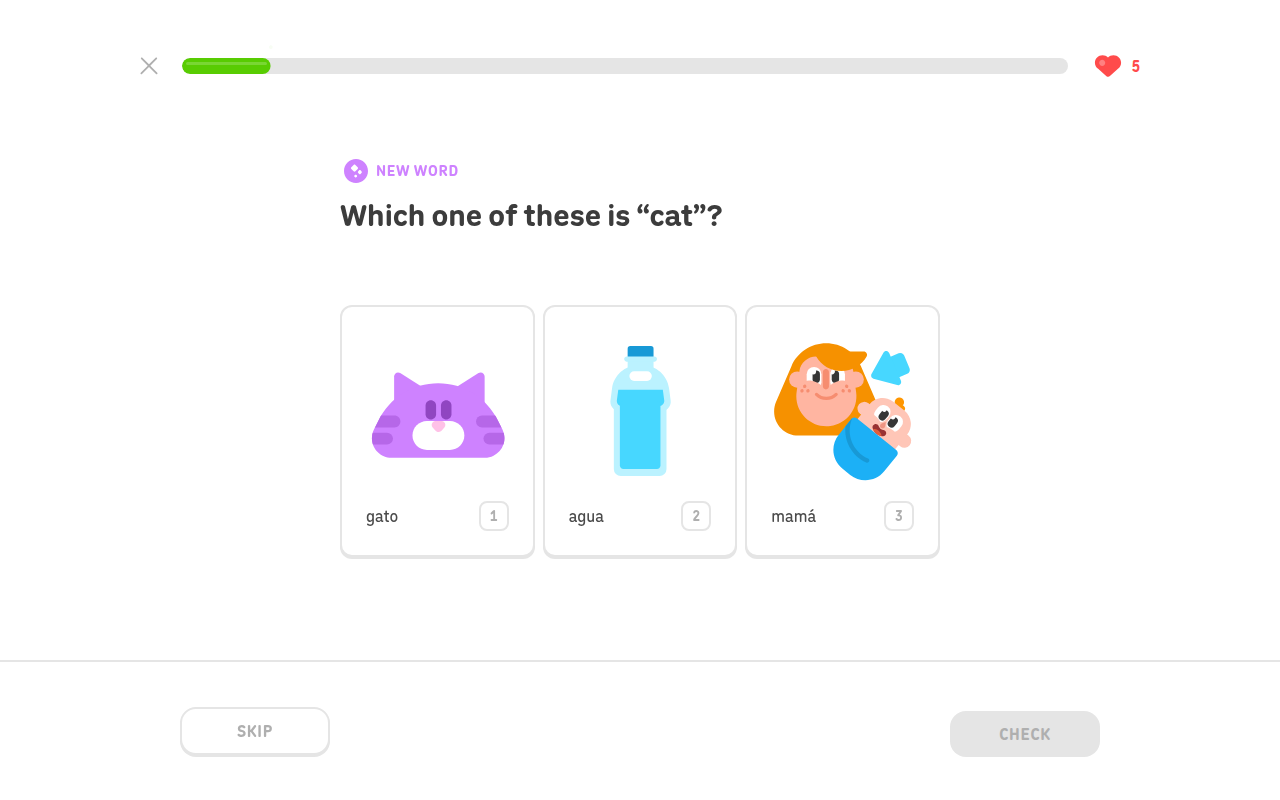 5
NEW WORD
Which one of these is “cat”?
gato 1
agua 2
mamá 3
SKIP
CHECK